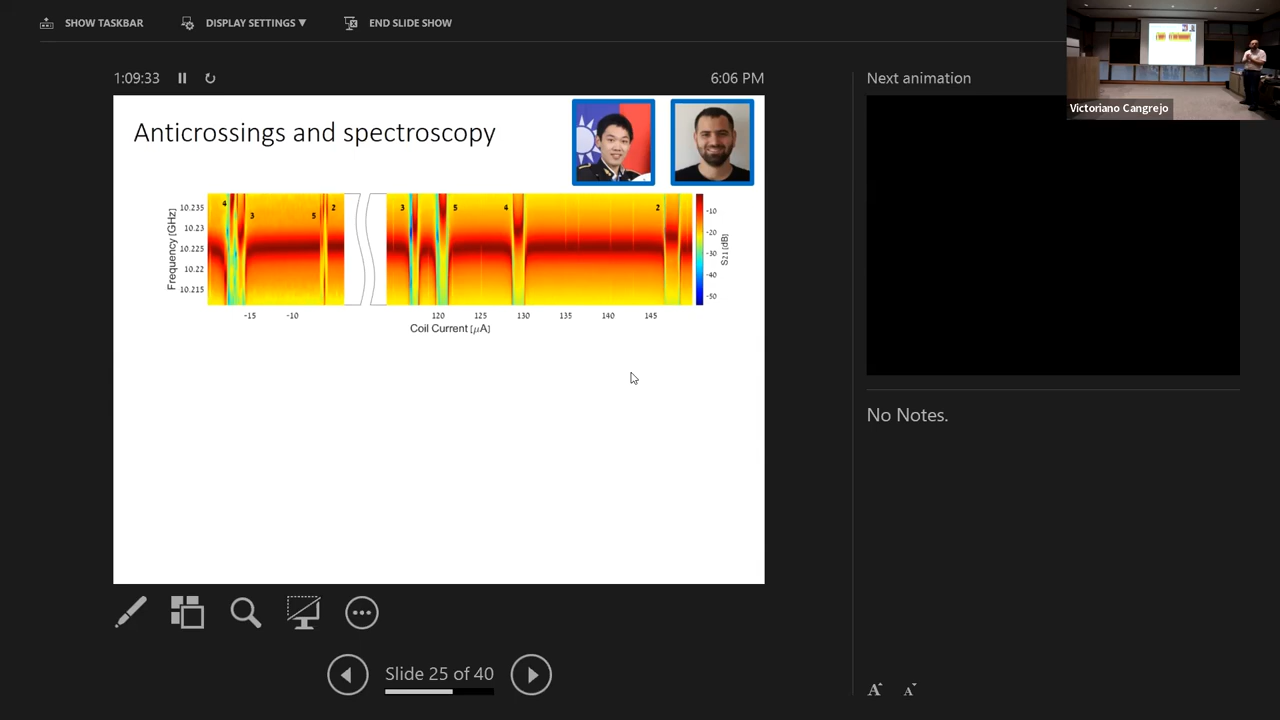 SHOW TASKBAR DISPLAY SETTINGS ▼ END SLIDE SHOW
1:09:33 6:06 PM
Next animation
Victoriano Cangrejo
Anticrossings and spectroscopy
Frequency [GHz]
10.235
10.23
10.225
10.22
10.215
4 3 5 2 3 5 4 2
-15 -10 120 125 130 135 140 145
Coil Current [μA]
-10
-20
-30
-40
-50
S21 [dB]
No Notes.
Slide 25 of 40
A A